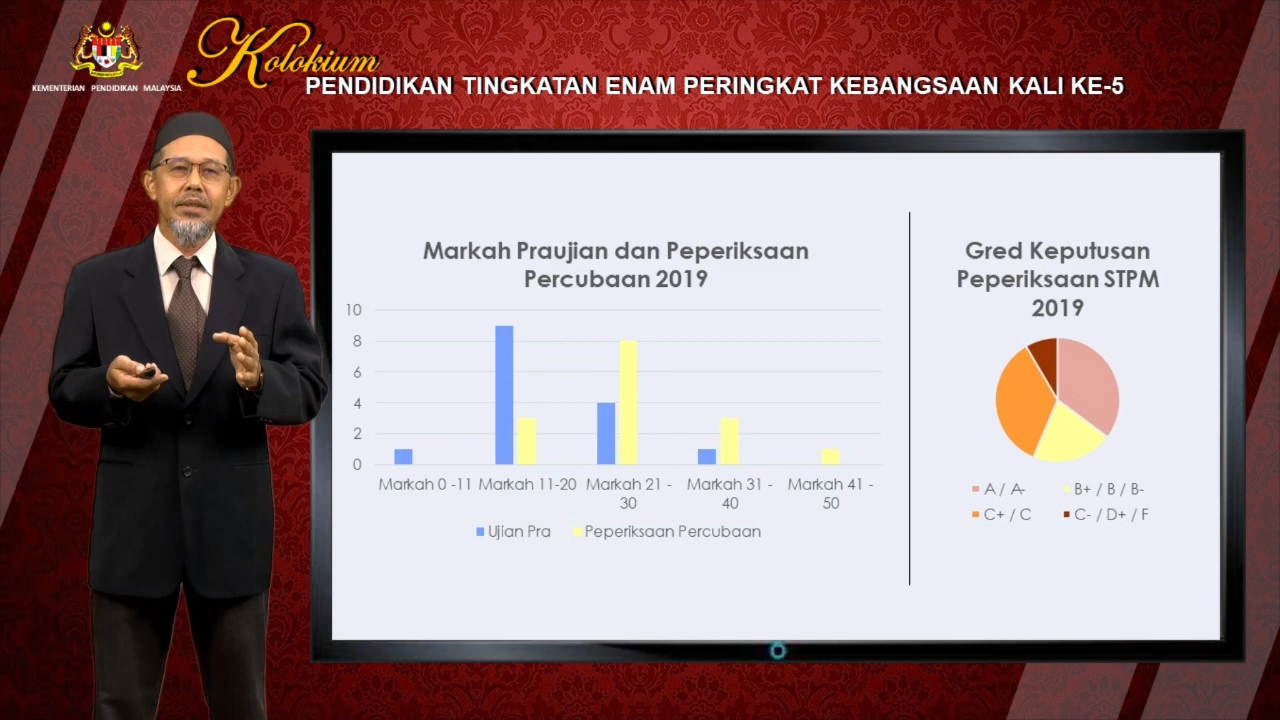 Kolokium
KEMENTERIAN PENDIDIKAN MALAYSIA
PENDIDIKAN TINGKATAN ENAM PERINGKAT KEBANGSAAN KALI KE-5
Markah Praujian dan Peperiksaan
Percubaan 2019
10
8
6
4
2
0
Markah 0 -11
Markah 11-20
Markah 21 -
30
Markah 31 -
40
Markah 41 -
50
Ujian Pra
Peperiksaan Percubaan
Gred Keputusan
Peperiksaan STPM
2019
A / A-
B+ / B / B-
C+ / C
C- / D+ / F